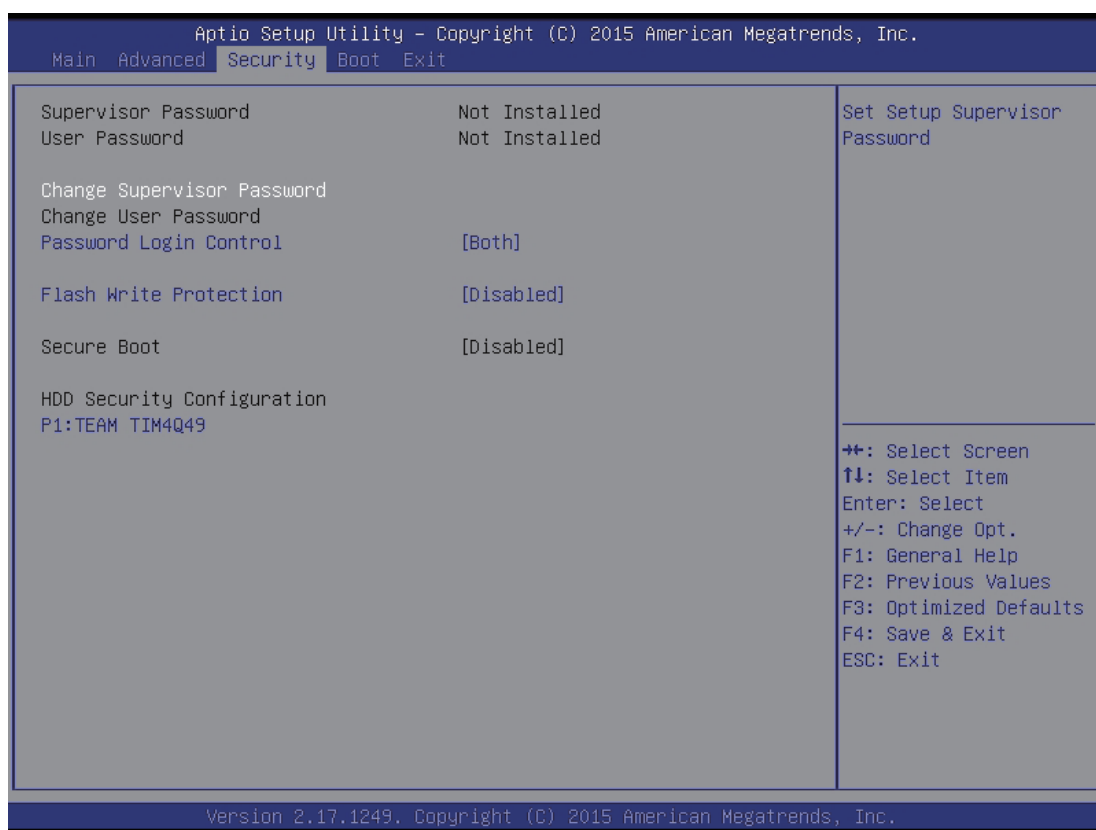 Aptio Setup Utility – Copyright (C) 2015 American Megatrends, Inc.
Main Advanced Security Boot Exit
Supervisor Password Not Installed
User Password Not Installed
Change Supervisor Password
Change User Password
Password Login Control [Both]
Flash Write Protection [Disabled]
Secure Boot [Disabled]
HDD Security Configuration
P1:TEAM TIM4Q49
Set Setup Supervisor
Password
→←: Select Screen
↑↓: Select Item
Enter: Select
+/-: Change Opt.
F1: General Help
F2: Previous Values
F3: Optimized Defaults
F4: Save & Exit
ESC: Exit
Version 2.17.1249. Copyright (C) 2015 American Megatrends, Inc.